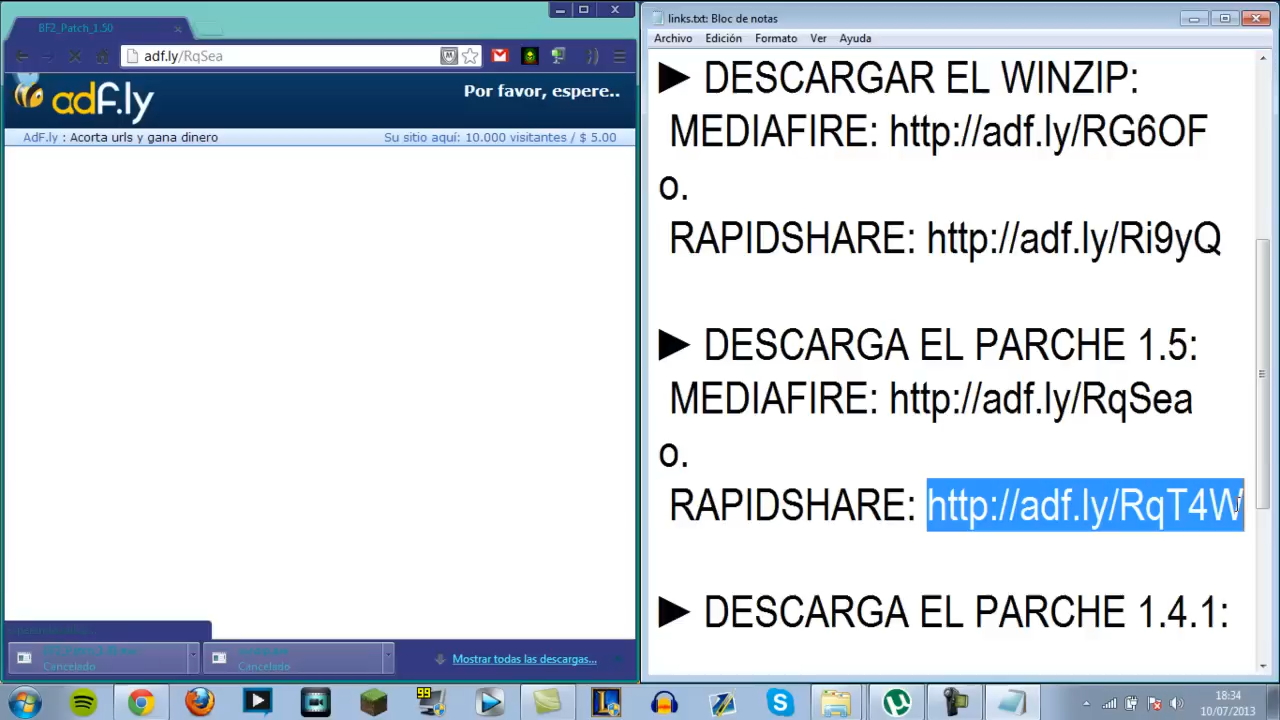 BF2_Patch_1.50
adf.ly/RqSea
adf.ly
Por favor, espere..
AdF.ly : Acorta urls y gana dinero
Su sitio aquí: 10.000 visitantes / $ 5.00
Cancelado
Cancelado
Mostrar todas las descargas...
links.txt: Bloc de notas
Archivo Edición Formato Ver Ayuda
► DESCARGAR EL WINZIP:
MEDIAFIRE: http://adf.ly/RG6OF
o.
RAPIDSHARE: http://adf.ly/Ri9yQ
► DESCARGA EL PARCHE 1.5:
MEDIAFIRE: http://adf.ly/RqSea
o.
RAPIDSHARE: http://adf.ly/RqT4W
► DESCARGA EL PARCHE 1.4.1:
99
18:34
10/07/2013